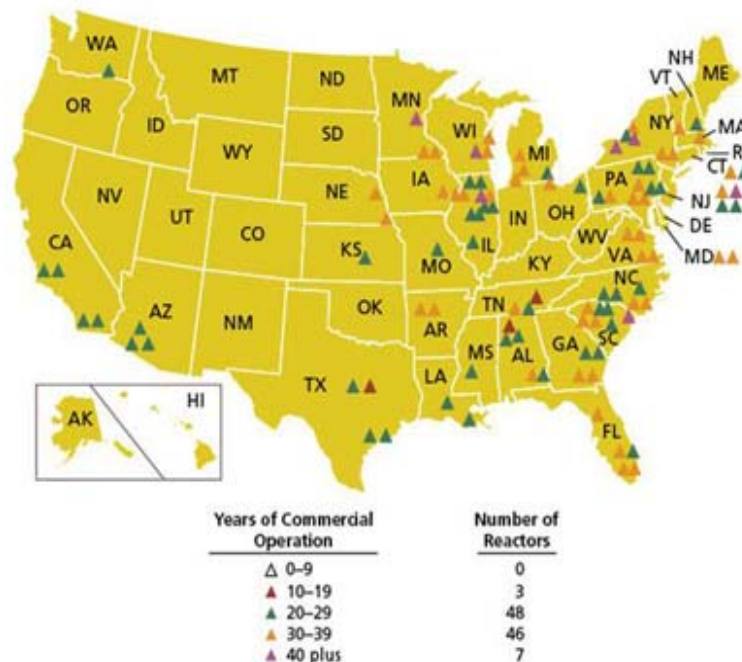 WA
MT
ND
MN
VT
NH
ME
OR
ID
SD
WI
MI
NY
MA
WY
R
CT
NE
IA
PA
NJ
NV
UT
CO
IL
IN
OH
DE
CA
KS
MO
WV
VA
MD
KY
NC
AZ
NM
OK
AR
TN
SC
MS
AL
GA
TX
LA
FL
AK
HI
Years of Commercial Operation
Number of Reactors
0–9 0
10–19 3
20–29 48
30–39 46
40 plus 7